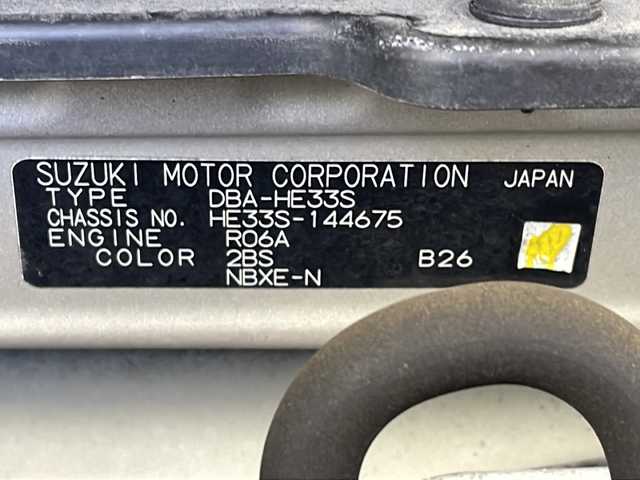 SUZUKI MOTOR CORPORATION JAPAN
TYPE DBA-HE33S
CHASSIS NO. HE33S-144675
ENGINE R06A
COLOR 2BS B26
NBXE-N